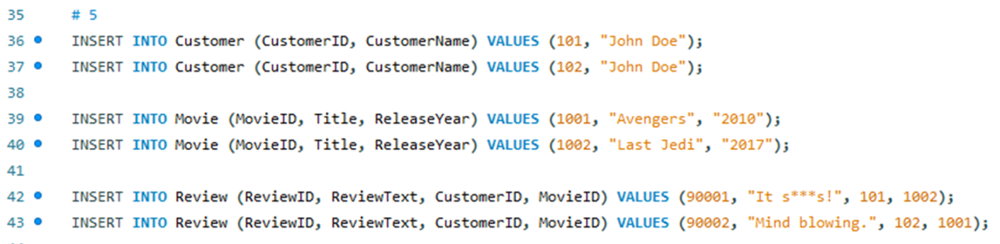 35 # 5
36 INSERT INTO Customer (CustomerID, CustomerName) VALUES (101, "John Doe");
37 INSERT INTO Customer (CustomerID, CustomerName) VALUES (102, "John Doe");
38
39 INSERT INTO Movie (MovieID, Title, ReleaseYear) VALUES (1001, "Avengers", "2010");
40 INSERT INTO Movie (MovieID, Title, ReleaseYear) VALUES (1002, "Last Jedi", "2017");
41
42 INSERT INTO Review (ReviewID, ReviewText, CustomerID, MovieID) VALUES (90001, "It s***s!", 101, 1002);
43 INSERT INTO Review (ReviewID, ReviewText, CustomerID, MovieID) VALUES (90002, "Mind blowing.", 102, 1001);